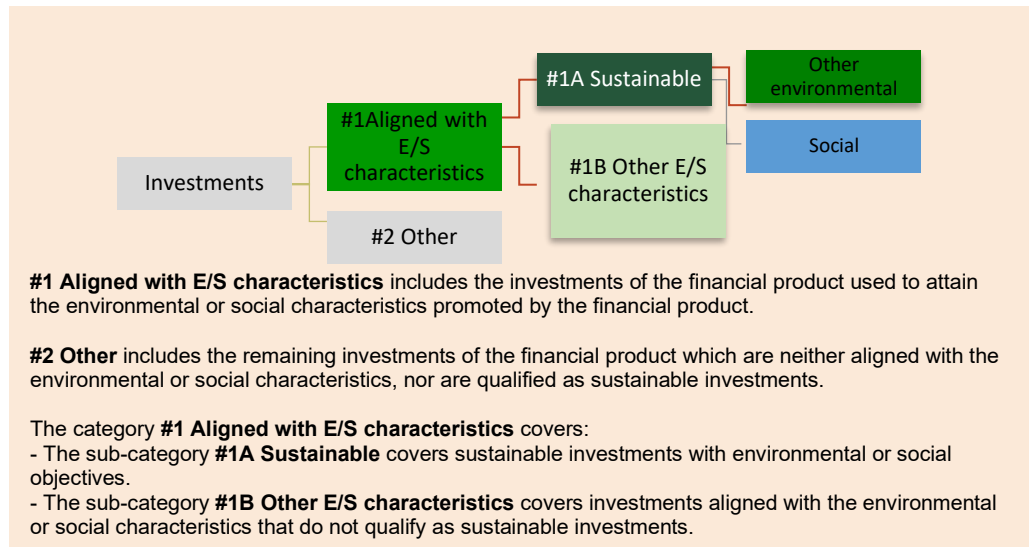 #1A Sustainable
Other
environmental
#1Aligned with
E/S
characteristics
Social
#1B Other E/S
characteristics
Investments
#2 Other
#1 Aligned with E/S characteristics includes the investments of the financial product used to attain
the environmental or social characteristics promoted by the financial product.
#2 Other includes the remaining investments of the financial product which are neither aligned with the
environmental or social characteristics, nor are qualified as sustainable investments.
The category #1 Aligned with E/S characteristics covers:
- The sub-category #1A Sustainable covers sustainable investments with environmental or social
objectives.
- The sub-category #1B Other E/S characteristics covers investments aligned with the environmental
or social characteristics that do not qualify as sustainable investments.